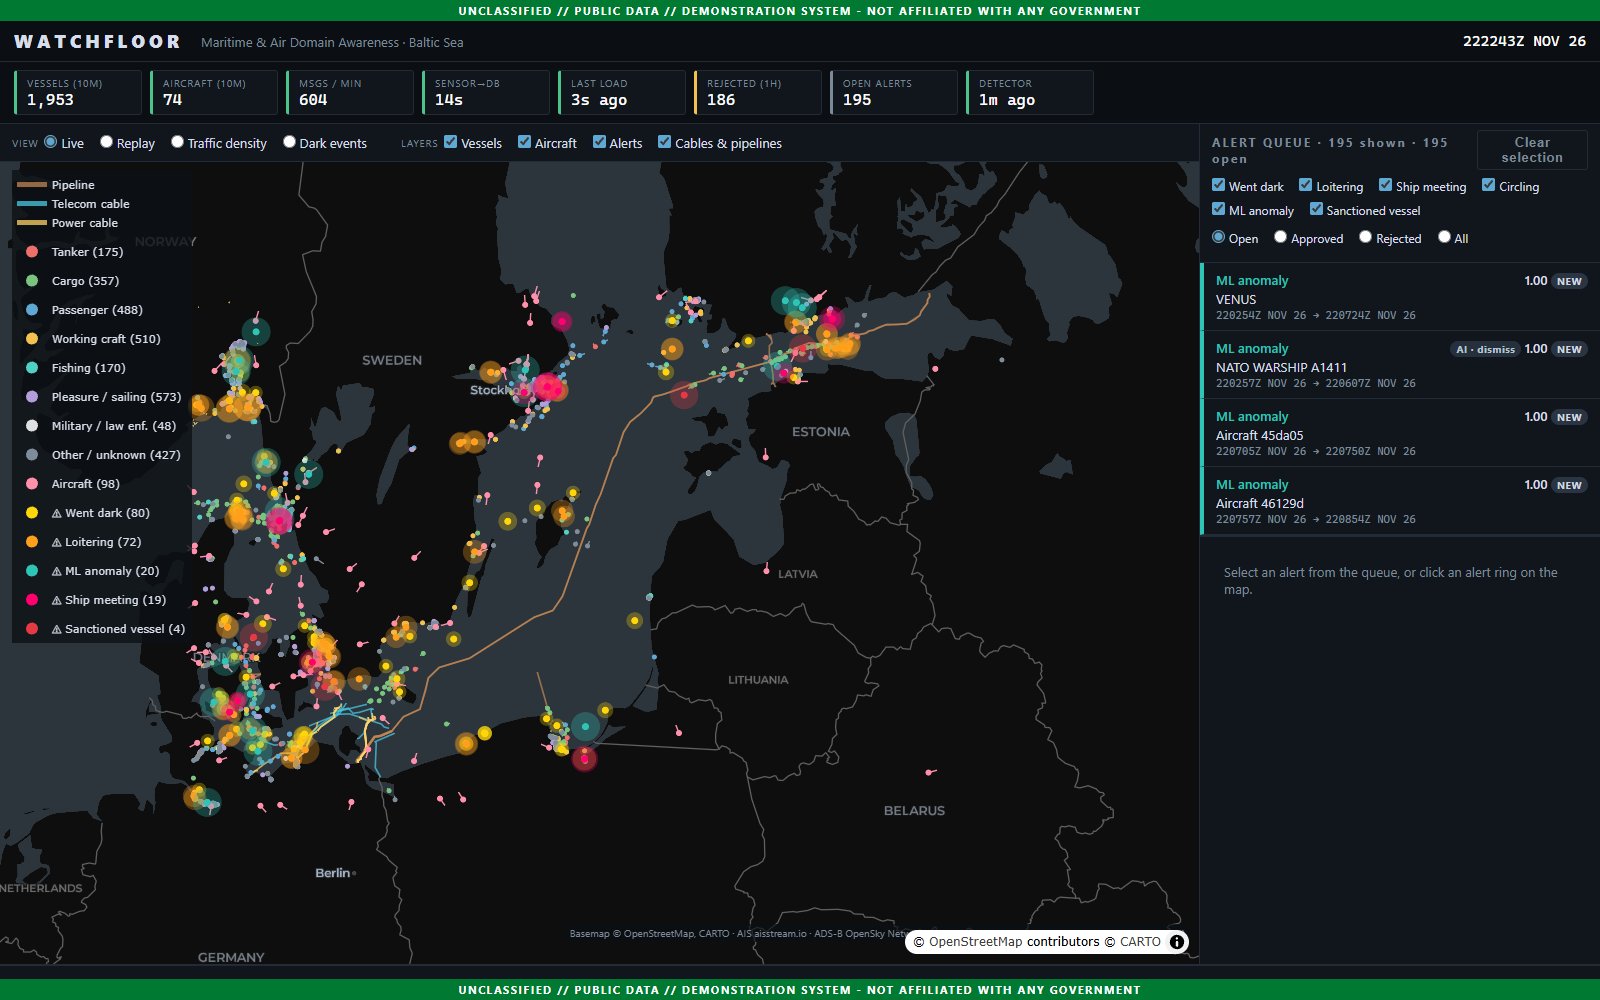 UNCLASSIFIED // PUBLIC DATA // DEMONSTRATION SYSTEM - NOT AFFILIATED WITH ANY GOVERNMENT
WATCHFLOOR Maritime & Air Domain Awareness · Baltic Sea 222243Z NOV 26
VESSELS (10M) AIRCRAFT (10M) MSGS / MIN SENSOR→DB LAST LOAD REJECTED (1H) OPEN ALERTS DETECTOR
1,953 74 604 14s 3s ago 186 195 1m ago
VIEW Live Replay Traffic density Dark events LAYERS Vessels Aircraft Alerts Cables & pipelines
Pipeline
Telecom cable
Power cable
Tanker (175)
Cargo (357)
Passenger (488)
Working craft (510)
Fishing (170)
Pleasure / sailing (573)
Military / law enf. (48)
Other / unknown (427)
Aircraft (98)
⚠ Went dark (80)
⚠ Loitering (72)
⚠ ML anomaly (20)
⚠ Ship meeting (19)
⚠ Sanctioned vessel (4)
NORWAY
SWEDEN
ESTONIA
LATVIA
LITHUANIA
BELARUS
Berlin
NETHERLANDS
GERMANY
Basemap © OpenStreetMap, CARTO · AIS aisstream.io · ADS-B OpenSky
© OpenStreetMap contributors © CARTO
ALERT QUEUE · 195 shown · 195
open
Clear
selection
Went dark Loitering Ship meeting Circling
ML anomaly Sanctioned vessel
Open Approved Rejected All
ML anomaly 1.00 NEW
VENUS
220254Z NOV 26 → 220724Z NOV 26
ML anomaly AI · dismiss 1.00 NEW
NATO WARSHIP A1411
220257Z NOV 26 → 220607Z NOV 26
ML anomaly 1.00 NEW
Aircraft 45da05
220705Z NOV 26 → 220750Z NOV 26
ML anomaly 1.00 NEW
Aircraft 46129d
220757Z NOV 26 → 220854Z NOV 26
Select an alert from the queue, or click an alert ring on the
map.
UNCLASSIFIED // PUBLIC DATA // DEMONSTRATION SYSTEM - NOT AFFILIATED WITH ANY GOVERNMENT